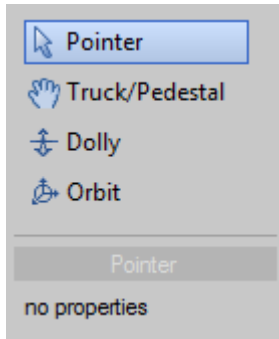 Pointer
Truck/Pedestal
Dolly
Orbit
Pointer
no properties